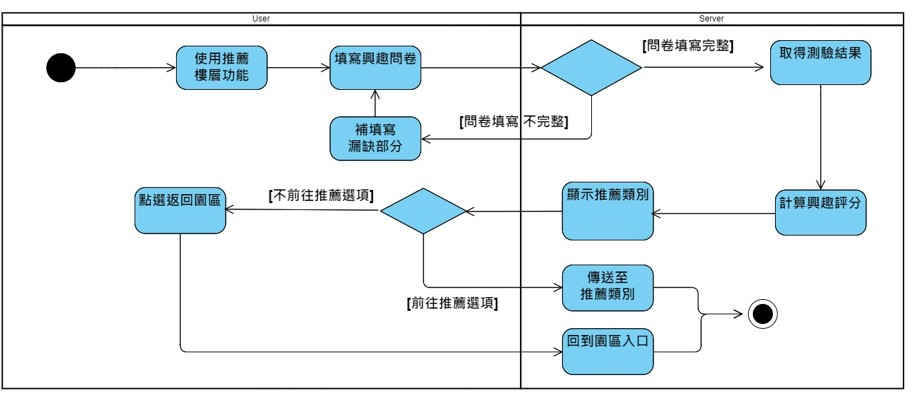 User
Server
使用推薦
樓層功能
填寫興趣問卷
[問卷填寫完整]
取得測驗結果
補填寫
漏缺部分
[問卷填寫 不完整]
點選返回園區
[不前往推薦選項]
顯示推薦類別
計算興趣評分
傳送至
推薦類別
[前往推薦選項]
回到園區入口